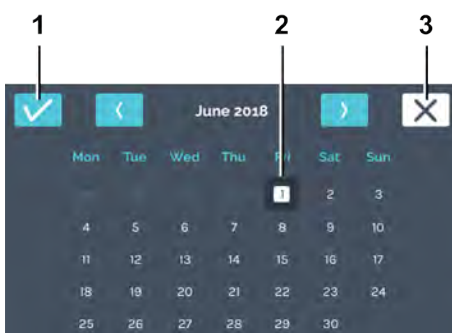 1 2 3
June 2018
Mon Tue Wed Thu Fri Sat Sun
1 2 3
4 5 6 7 8 9 10
11 12 13 14 15 16 17
18 19 20 21 22 23 24
25 26 27 28 29 30